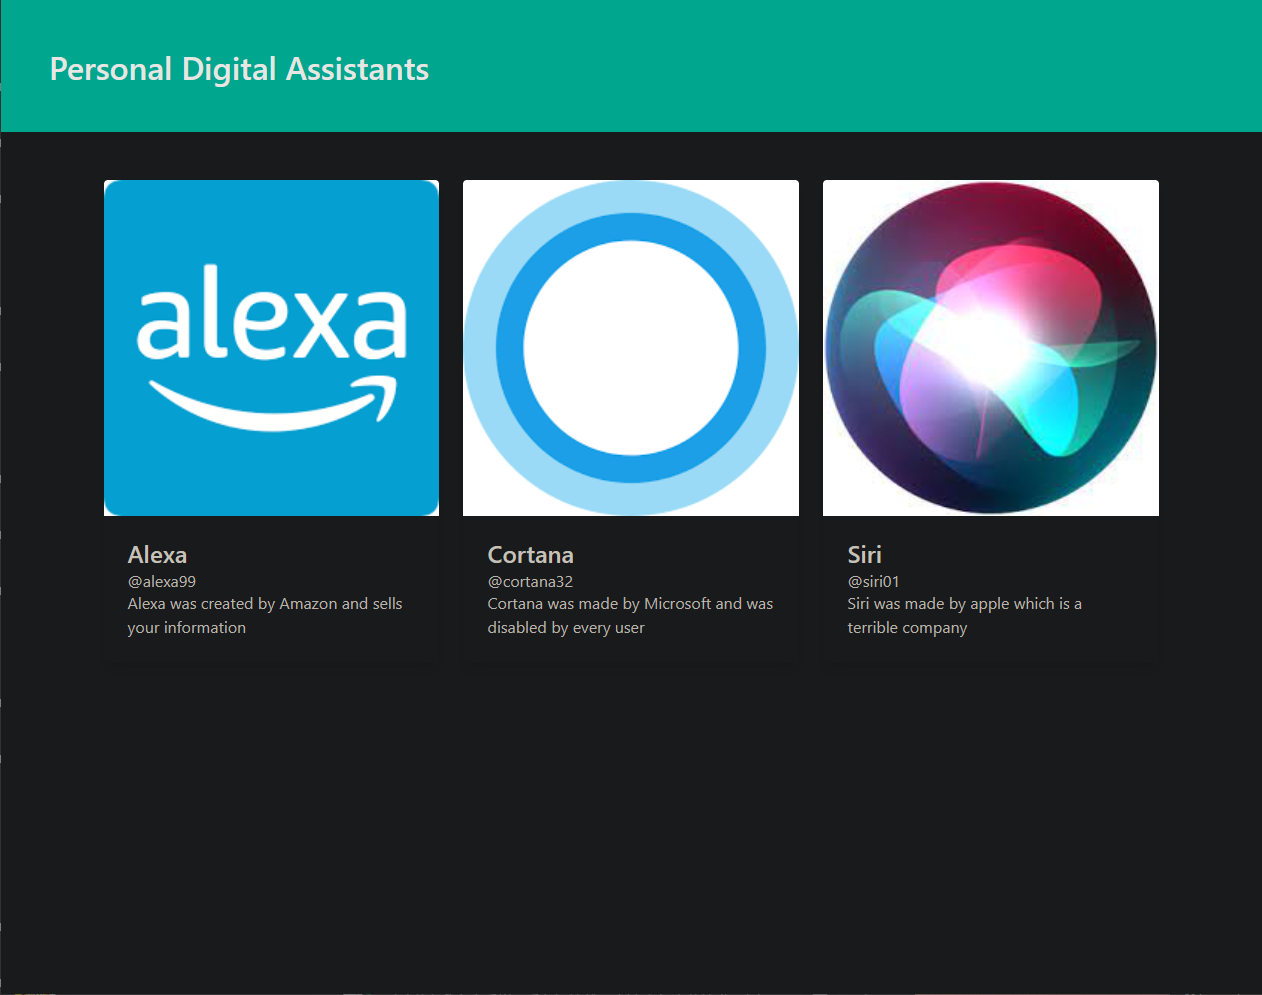 Personal Digital Assistants
alexa
Alexa
@alexa99
Alexa was created by Amazon and sells
your information
Cortana
@cortana32
Cortana was made by Microsoft and was
disabled by every user
Siri
@siri01
Siri was made by apple which is a
terrible company